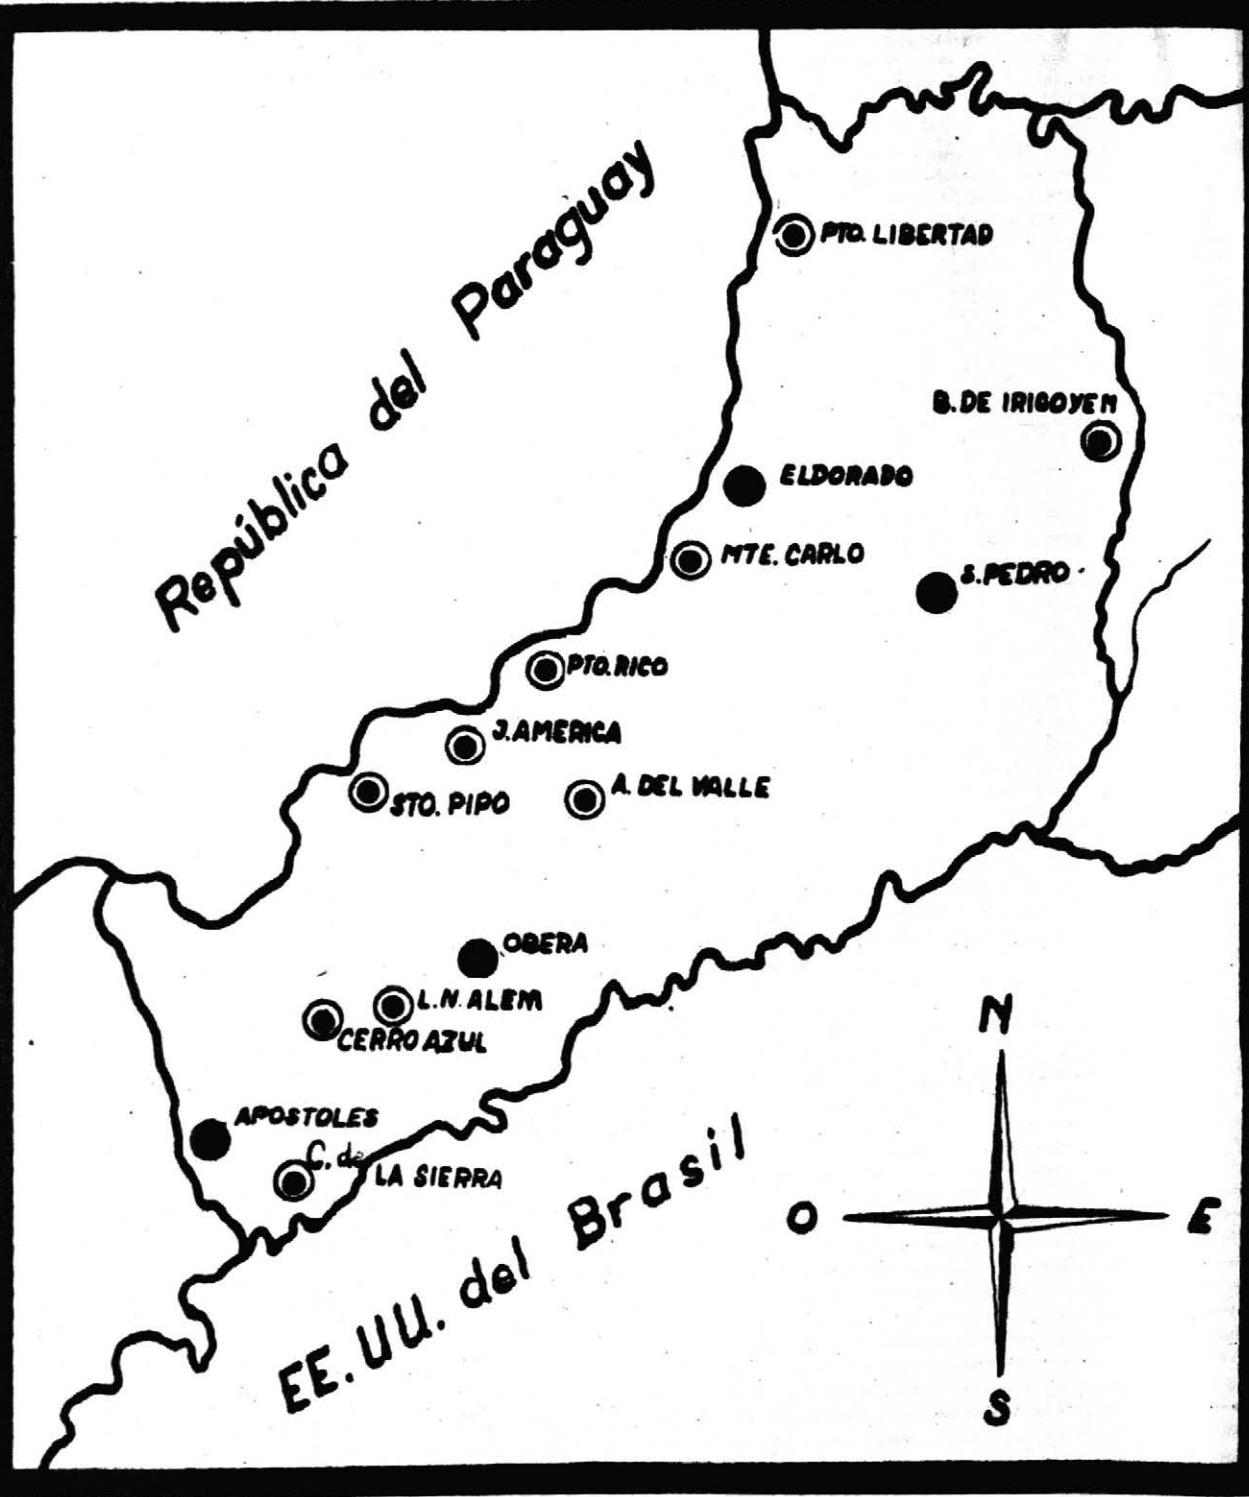 República del Paraguay
PTO. LIBERTAD
B. DE IRIGOYEN
ELDORADO
MTE. CARLO
S. PEDRO
PTO. RICO
J. AMERICA
A. DEL VALLE
STO. PIPO
OBERA
L.N. ALEM
CERRO AZUL
APOSTOLES
C. de
LA SIERRA
EE. UU. del Brasil
N
O
E
S